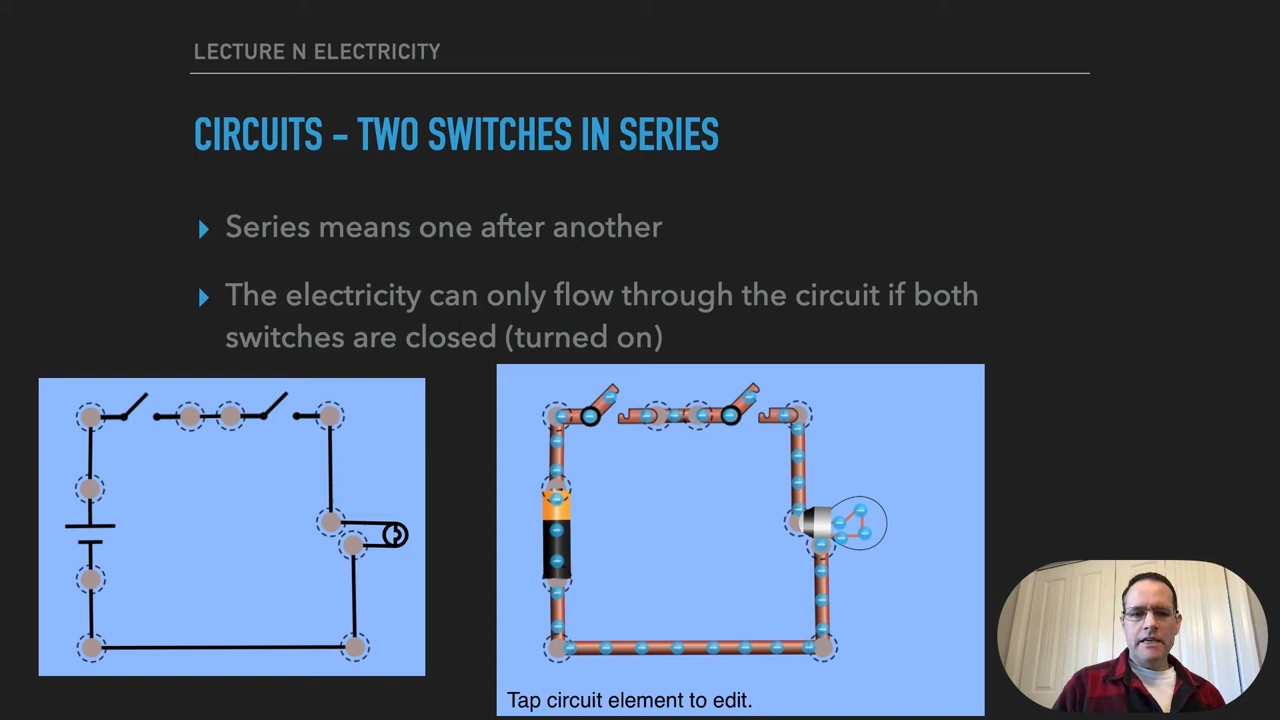 LECTURE N ELECTRICITY
CIRCUITS – TWO SWITCHES IN SERIES
Series means one after another
The electricity can only flow through the circuit if both
switches are closed (turned on)
Tap circuit element to edit.